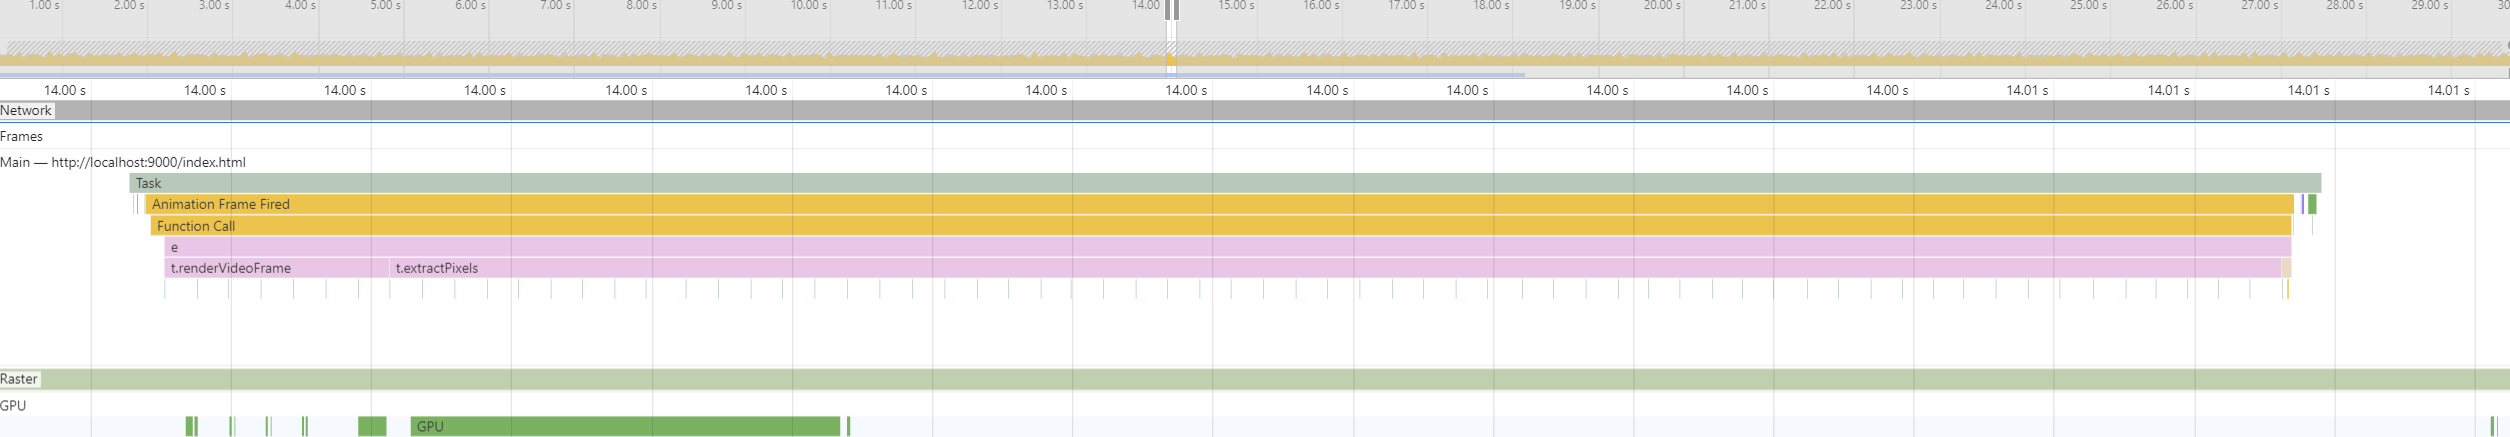 1.00 s 2.00 s 3.00 s 4.00 s 5.00 s 6.00 s 7.00 s 8.00 s 9.00 s 10.00 s 11.00 s 12.00 s 13.00 s 14.00 15.00 s 16.00 s 17.00 s 18.00 s 19.00 s 20.00 s 21.00 s 22.00 s 23.00 s 24.00 s 25.00 s 26.00 s 27.00 s 28.00 s 29.00 s 30
14.00 s 14.00 s 14.00 s 14.00 s 14.00 s 14.00 s 14.00 s 14.00 s 14.00 s 14.00 s 14.00 s 14.00 s 14.00 s 14.00 s 14.01 s 14.01 s 14.01 s 14.01 s
Network
Frames
Main — http://localhost:9000/index.html
Task
Animation Frame Fired
Function Call
e
t.renderVideoFrame t.extractPixels
Raster
GPU
GPU